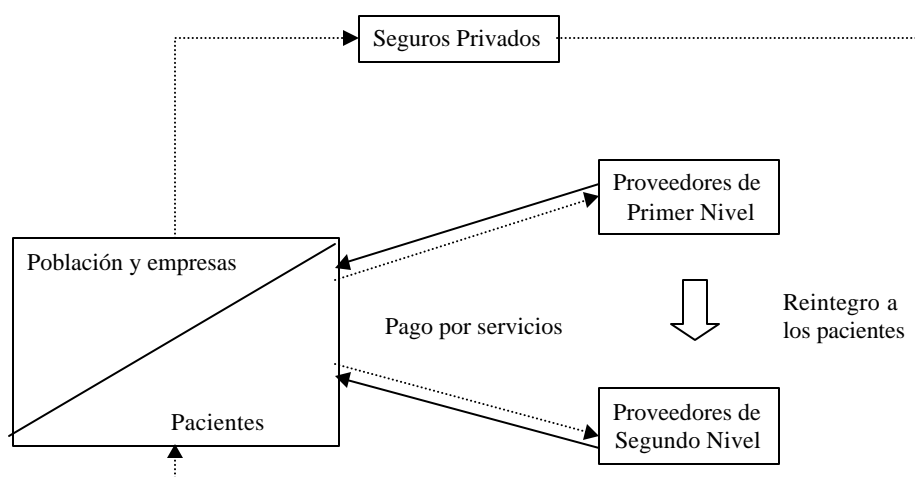 Seguros Privados
Proveedores de
Primer Nivel
Población y empresas
Pago por servicios
Reintegro a
los pacientes
Pacientes
Proveedores de
Segundo Nivel